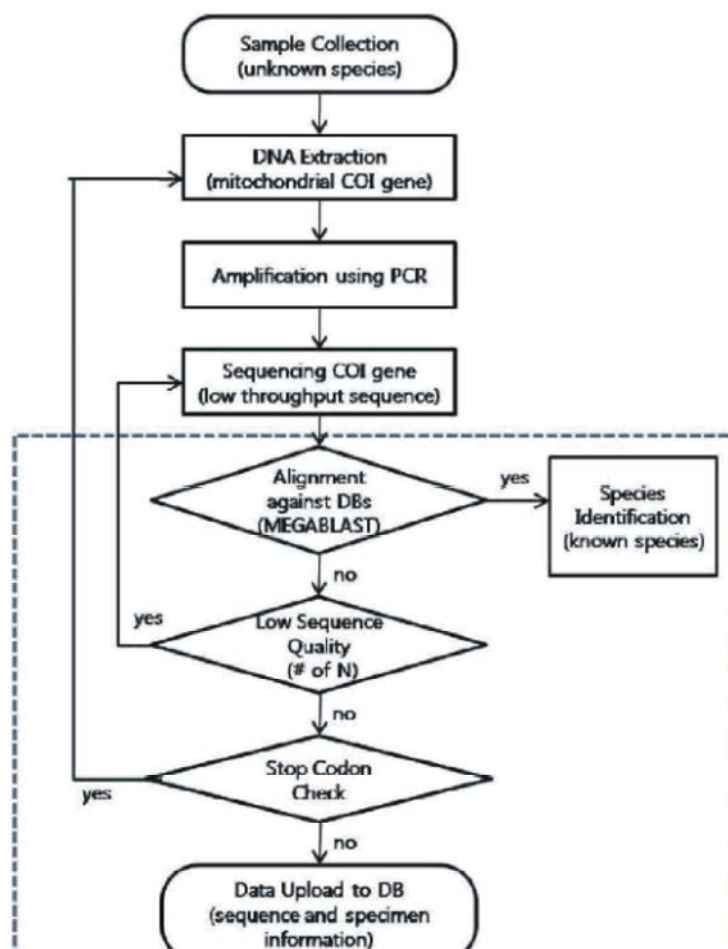 Sample Collection
(unknown species)
DNA Extraction
(mitochondrial COI gene)
Amplification using PCR
Sequencing COI gene
(low throughput sequence)
Alignment
against DBs
(MEGABLAST)
yes
Species
Identification
(known species)
no
Low Sequence
Quality
(# of N)
yes
no
Stop Codon
Check
yes
no
Data Upload to DB
(sequence and specimen
information)